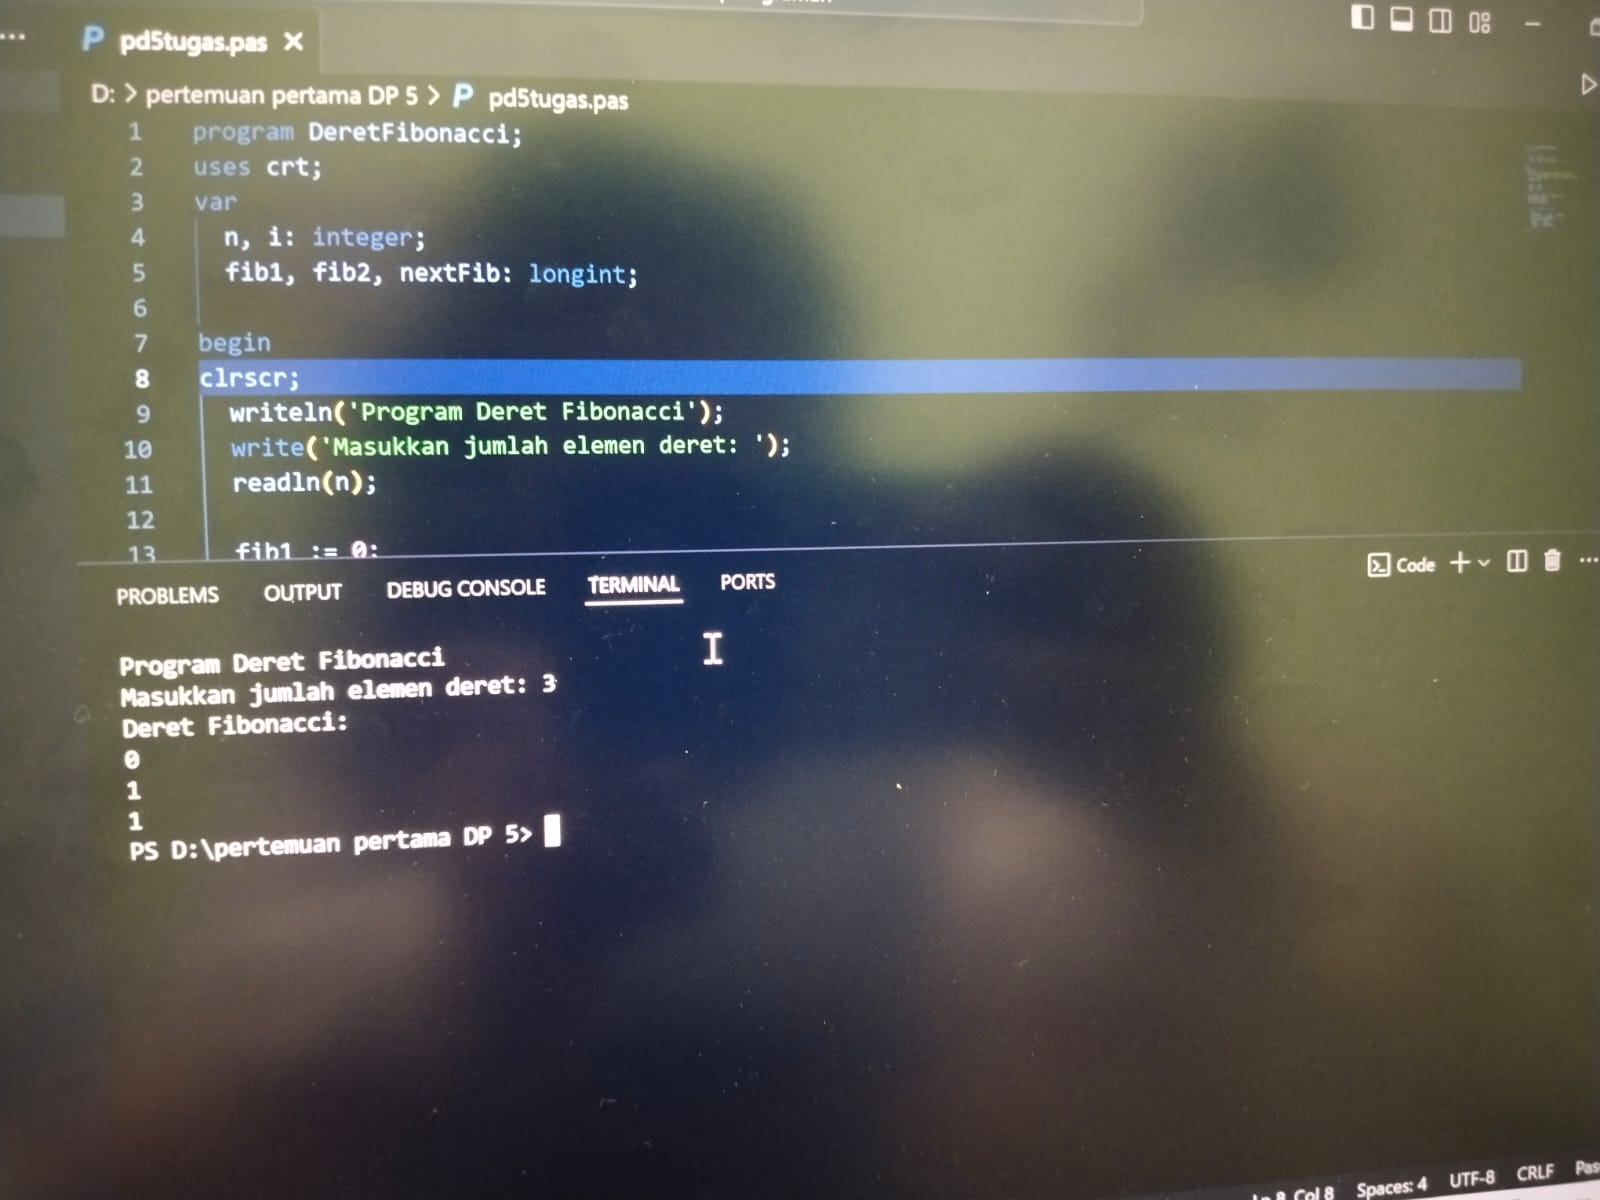 pd5tugas.pas
D: > pertemuan pertama DP 5 > pd5tugas.pas
1 program DeretFibonacci;
2 uses crt;
3 var
4 n, i: integer;
5 fib1, fib2, nextFib: longint;
6
7 begin
8 clrscr;
9 writeln('Program Deret Fibonacci');
10 write('Masukkan jumlah elemen deret: ');
11 readln(n);
12
13 fib1 := 0;
PROBLEMS OUTPUT DEBUG CONSOLE TERMINAL PORTS Code
Program Deret Fibonacci
Masukkan jumlah elemen deret: 3
Deret Fibonacci:
0
1
1
PS D:\pertemuan pertama DP 5>
Ln 8, Col 8 Spaces: 4 UTF-8 CRLF